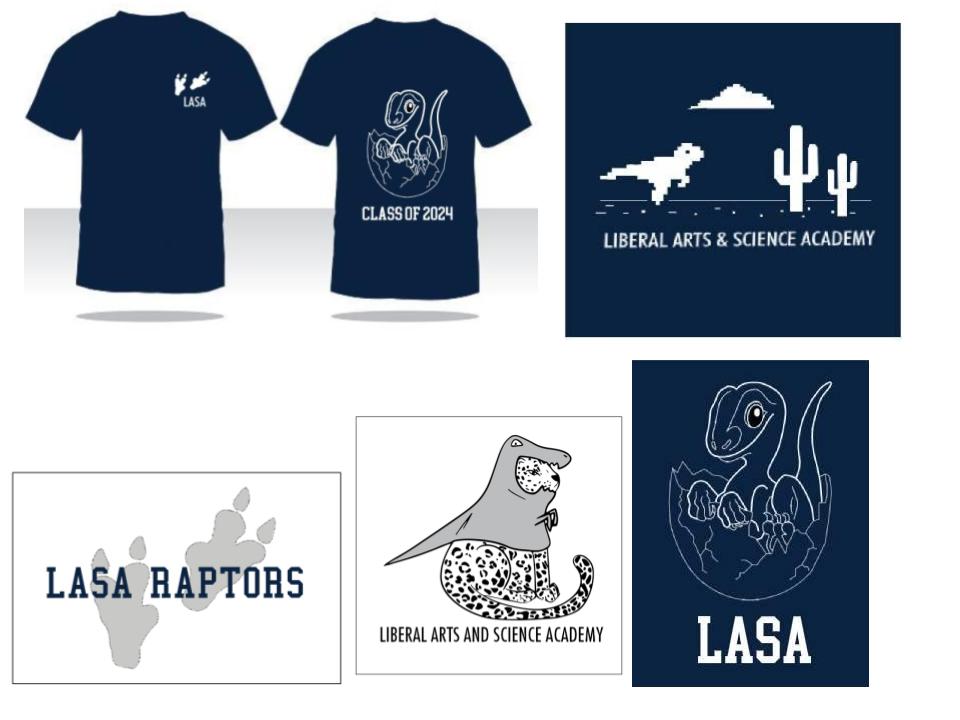 LASA
CLASS OF 2024
LIBERAL ARTS & SCIENCE ACADEMY
LASA RAPTORS
LIBERAL ARTS AND SCIENCE ACADEMY
LASA